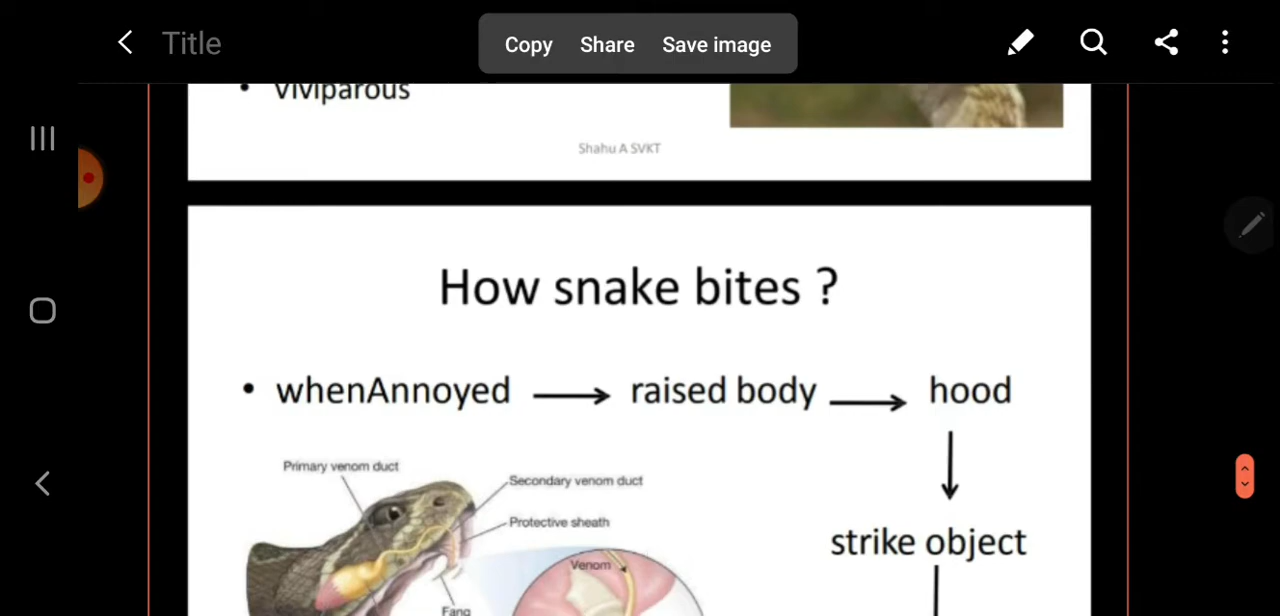 Title
Copy Share Save image
• Viviparous
Shahu A SVKT
How snake bites ?
• whenAnnoyed → raised body → hood
Primary venom duct
Secondary venom duct
Protective sheath
strike object
Venom
Fang